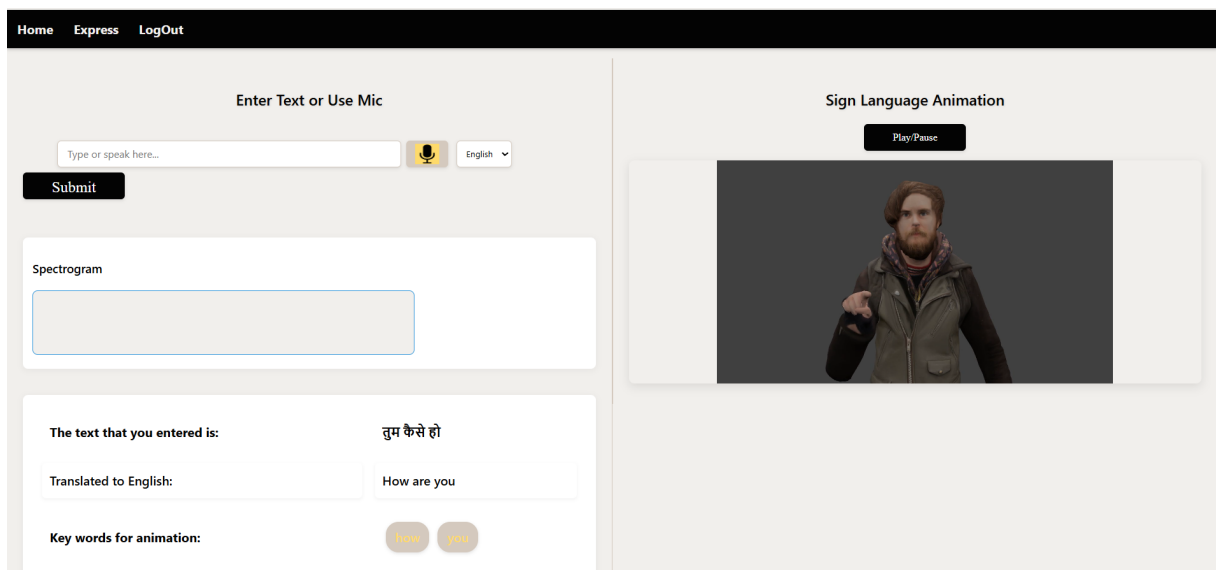 Home Express LogOut
Enter Text or Use Mic
Type or speak here...
English
Submit
Spectrogram
The text that you entered is: तुम कैसे हो
Translated to English: How are you
Key words for animation: how you
Sign Language Animation
Play/Pause